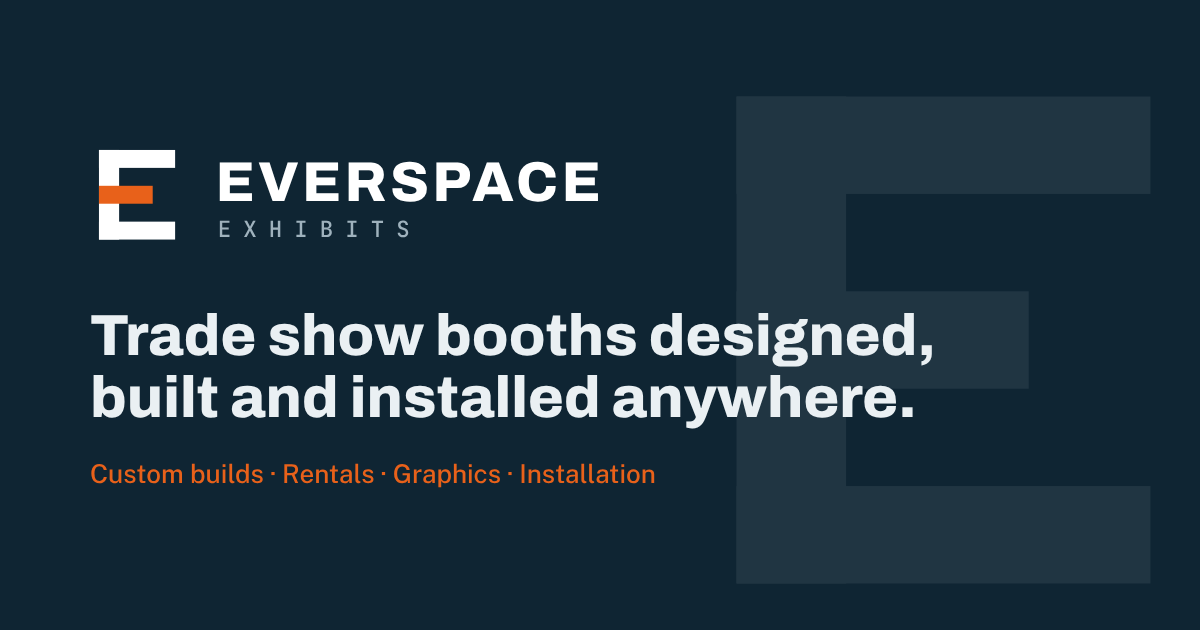 EVERSPACE
EXHIBITS
Trade show booths designed,
built and installed anywhere.
Custom builds · Rentals · Graphics · Installation